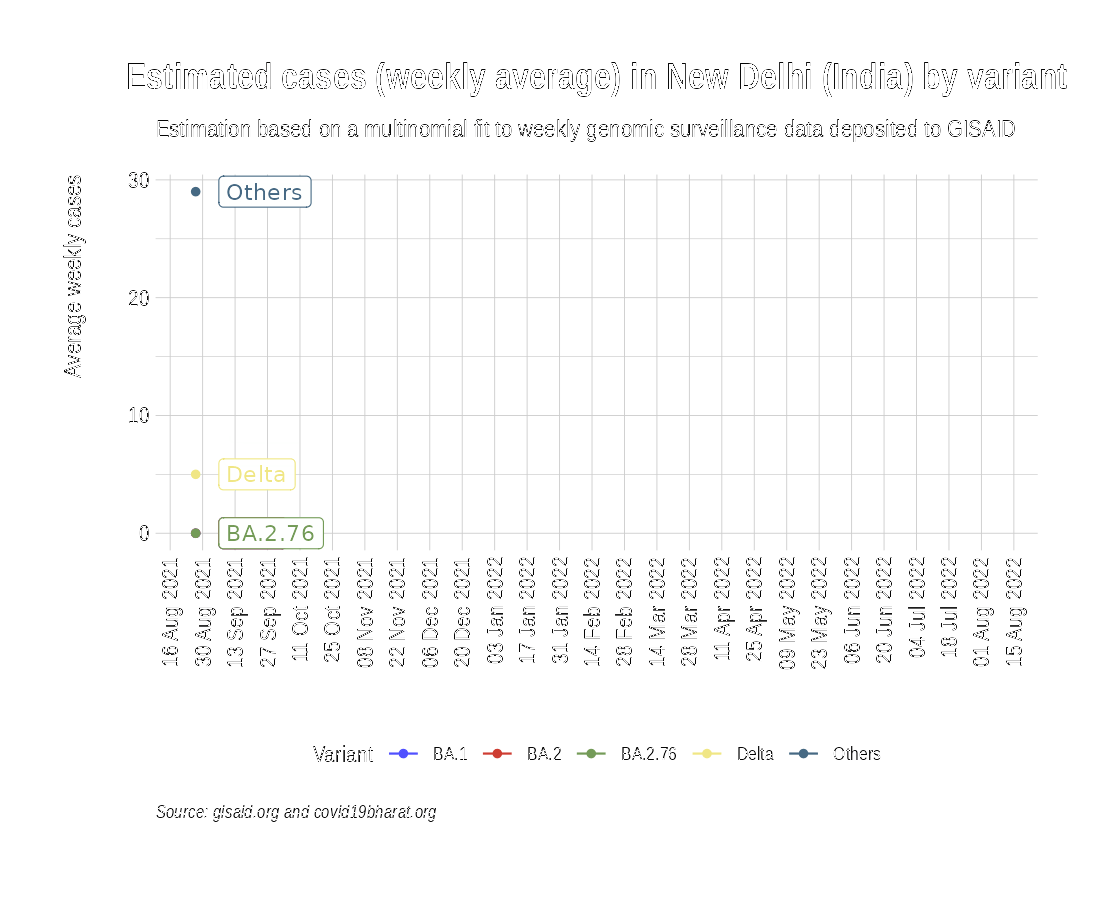 Estimated cases (weekly average) in New Delhi (India) by variant
Estimation based on a multinomial fit to weekly genomic surveillance data deposited to GISAID
Average weekly cases
30
20
10
0
Others
Delta
BA.2.76
16 Aug 2021
30 Aug 2021
13 Sep 2021
27 Sep 2021
11 Oct 2021
25 Oct 2021
08 Nov 2021
22 Nov 2021
06 Dec 2021
20 Dec 2021
03 Jan 2022
17 Jan 2022
31 Jan 2022
14 Feb 2022
28 Feb 2022
14 Mar 2022
28 Mar 2022
11 Apr 2022
25 Apr 2022
09 May 2022
23 May 2022
06 Jun 2022
20 Jun 2022
04 Jul 2022
18 Jul 2022
01 Aug 2022
15 Aug 2022
Variant BA.1 BA.2 BA.2.76 Delta Others
Source: gisaid.org and covid19bharat.org